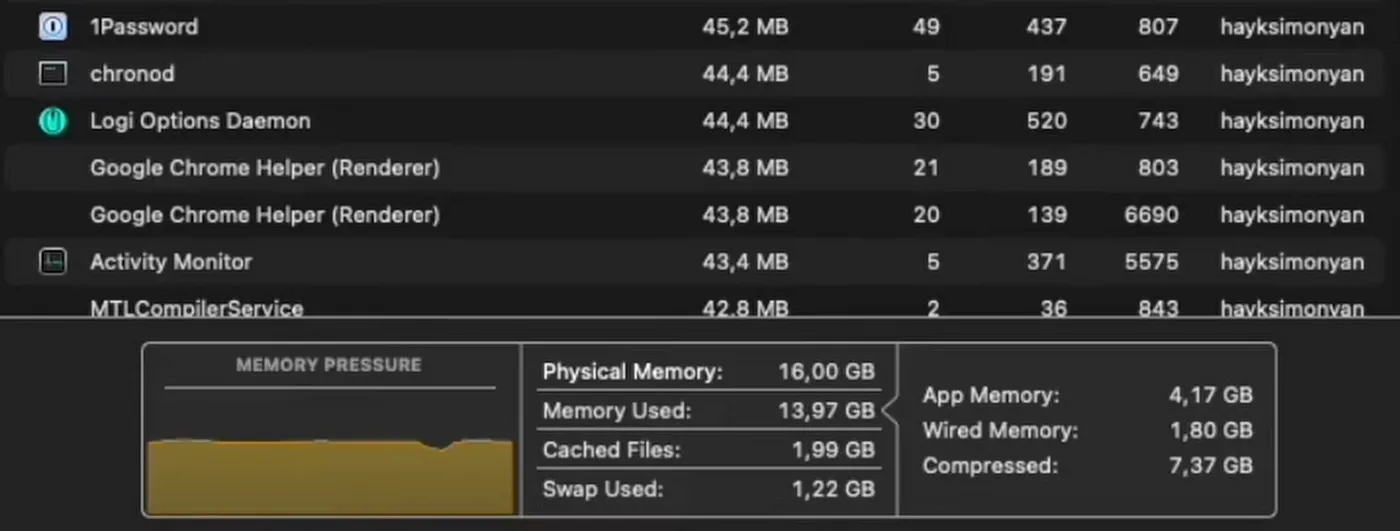 1Password 45,2 MB 49 437 807 hayksimonyan
chronod 44,4 MB 5 191 649 hayksimonyan
Logi Options Daemon 44,4 MB 30 520 743 hayksimonyan
Google Chrome Helper (Renderer) 43,8 MB 21 189 803 hayksimonyan
Google Chrome Helper (Renderer) 43,8 MB 20 139 6690 hayksimonyan
Activity Monitor 43,4 MB 5 371 5575 hayksimonyan
MTLCompilerService 42,8 MB 2 36 843 hayksimonyan
MEMORY PRESSURE
Physical Memory: 16,00 GB
Memory Used: 13,97 GB
Cached Files: 1,99 GB
Swap Used: 1,22 GB
App Memory: 4,17 GB
Wired Memory: 1,80 GB
Compressed: 7,37 GB